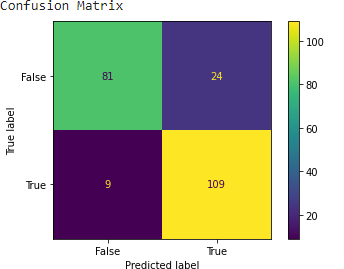 Confusion Matrix
False 81 24
True 9 109
True label
False True
Predicted label
100
80
60
40
20